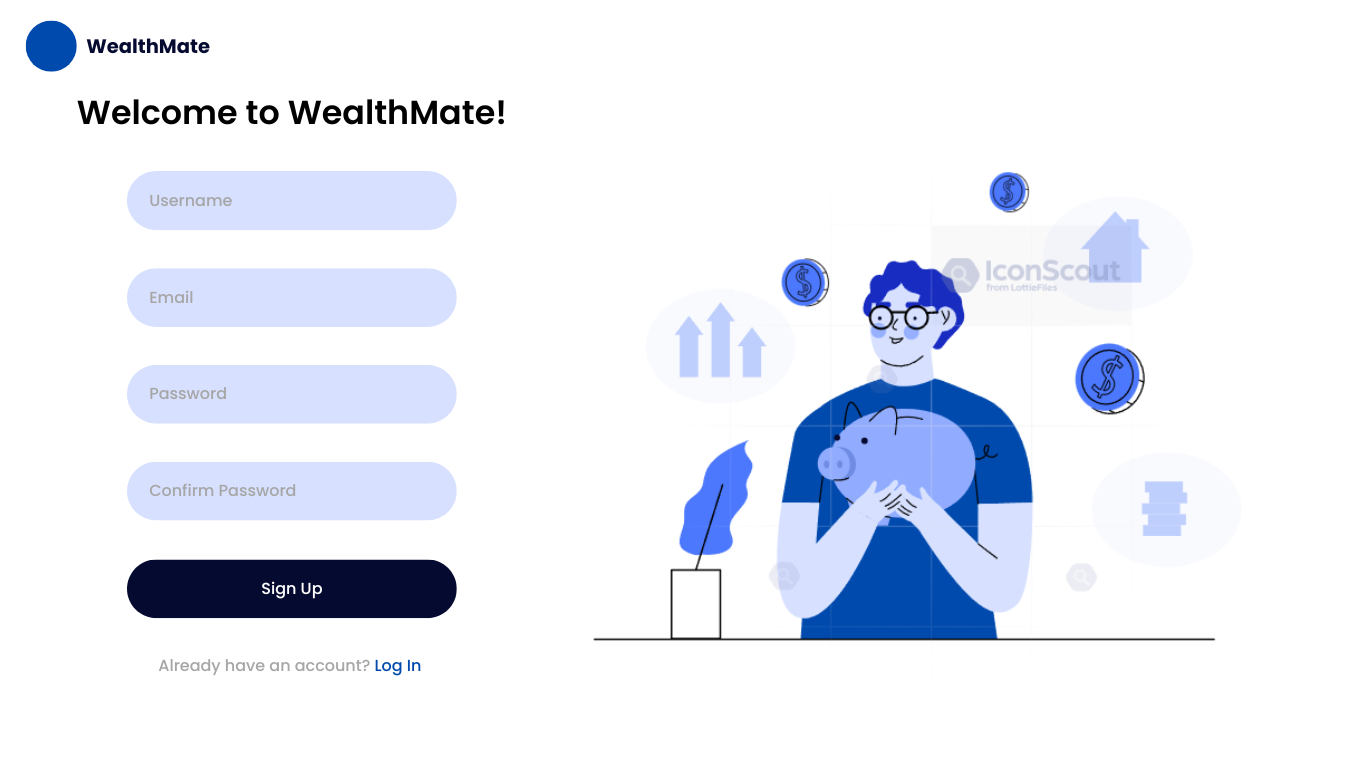 WealthMate
Welcome to WealthMate!
Username
Email
Password
Confirm Password
Sign Up
Already have an account? Log In
IconScout
from LottieFiles